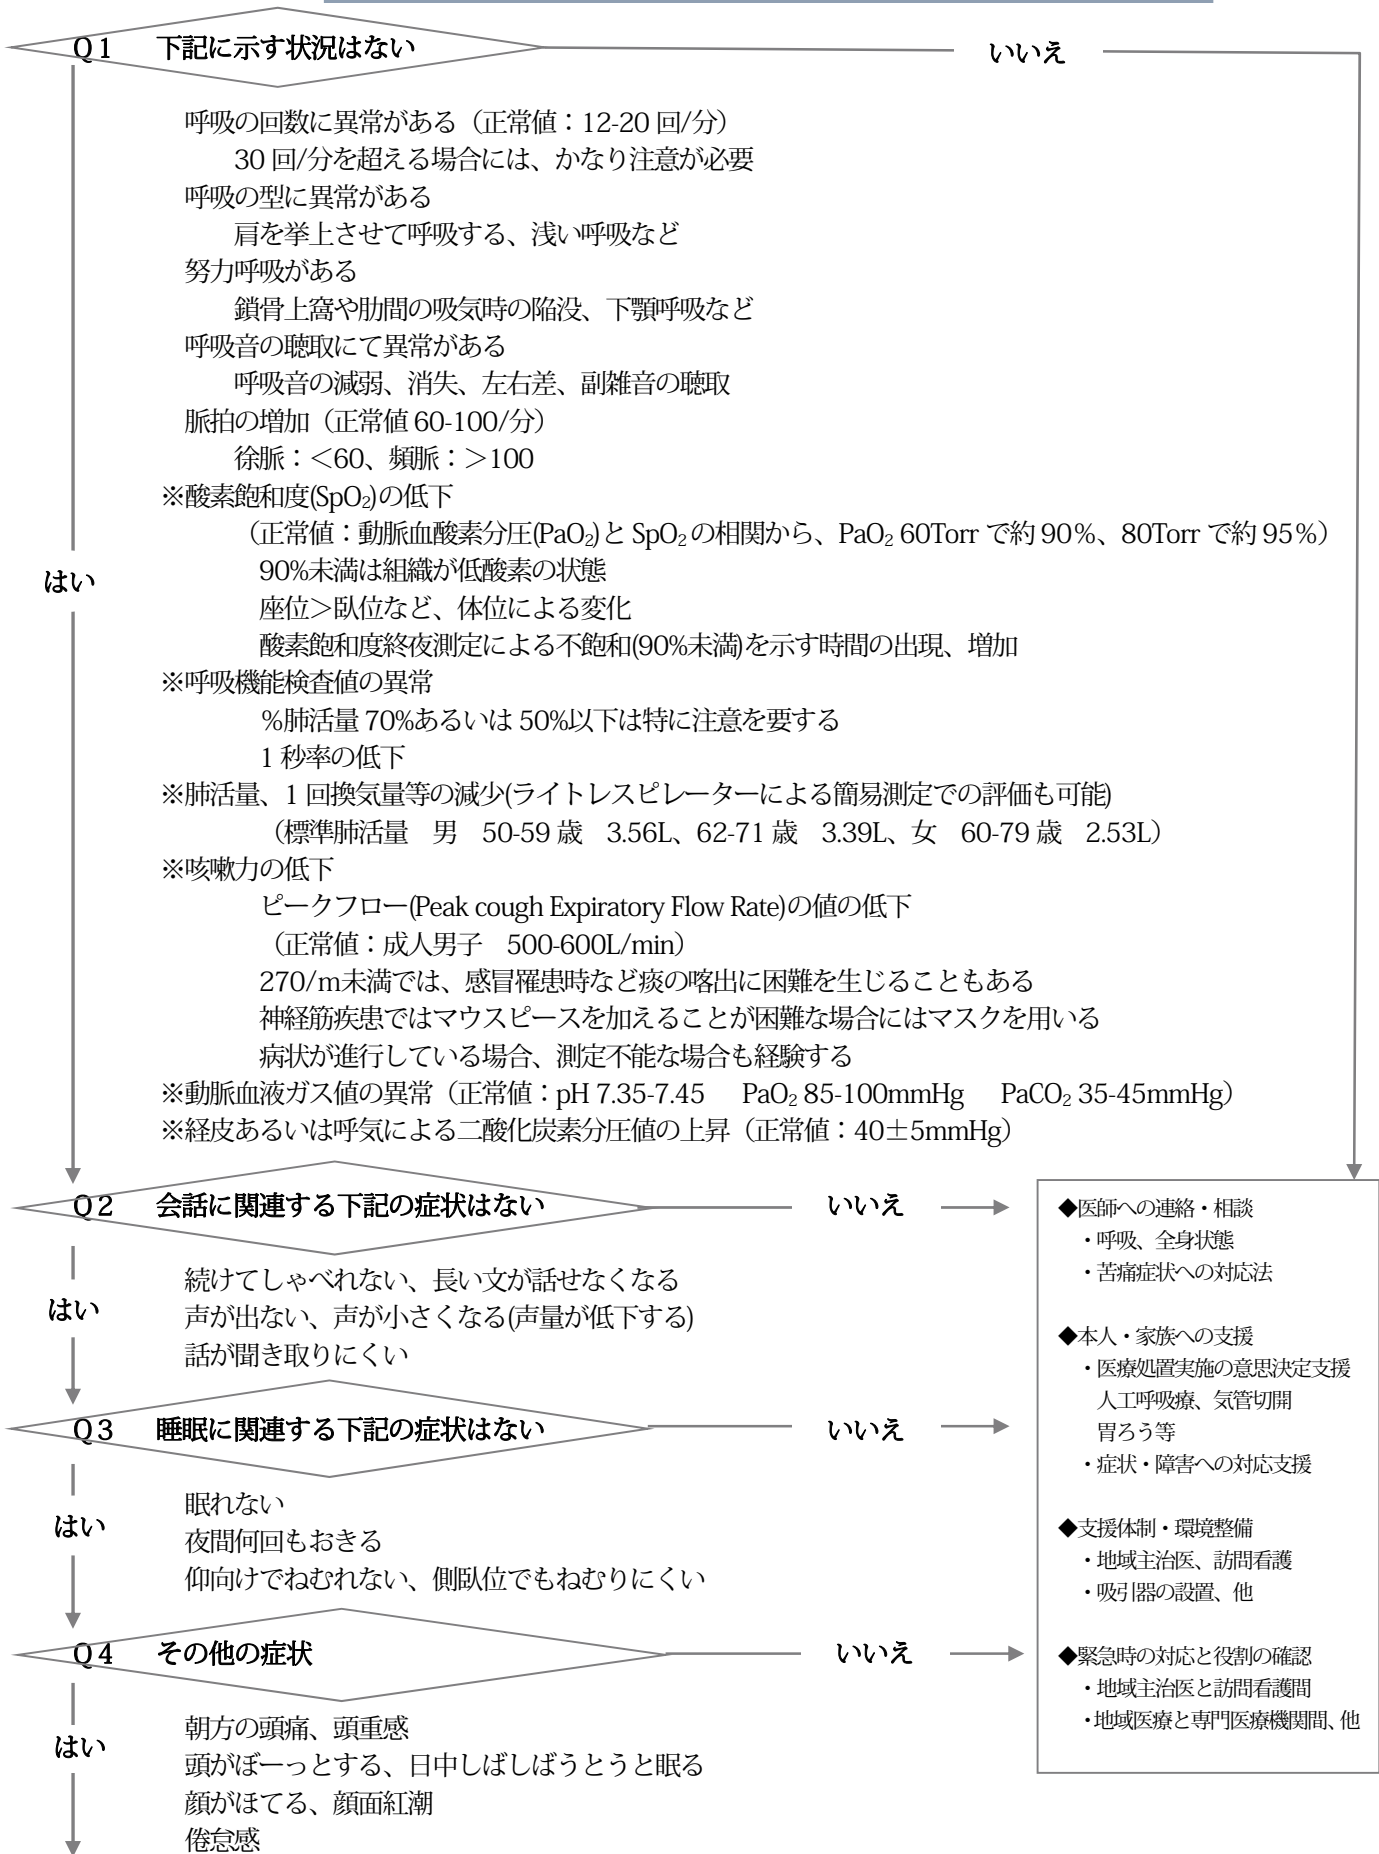 Q1 下記に示す状況はない
いいえ
呼吸の回数に異常がある（正常値：12-20 回/分）
30 回/分を超える場合には、かなり注意が必要
呼吸の型に異常がある
肩を挙上させて呼吸する、浅い呼吸など
努力呼吸がある
鎖骨上窩や肋間の吸気時の陥没、下顎呼吸など
呼吸音の聴取にて異常がある
呼吸音の減弱、消失、左右差、副雑音の聴取
脈拍の増加（正常値 60-100/分）
徐脈：＜60、頻脈：＞100
※酸素飽和度(SpO₂)の低下
（正常値：動脈血酸素分圧(PaO₂)と SpO₂の相関から、PaO₂ 60Torr で約 90%、80Torr で約 95%）
はい
90%未満は組織が低酸素の状態
座位＞臥位など、体位による変化
酸素飽和度終夜測定による不飽和(90%未満)を示す時間の出現、増加
※呼吸機能検査値の異常
%肺活量 70%あるいは 50%以下は特に注意を要する
1 秒率の低下
※肺活量、1 回換気量等の減少(ライトレスピレーターによる簡易測定での評価も可能)
（標準肺活量 男 50-59 歳 3.56L、62-71 歳 3.39L、女 60-79 歳 2.53L）
※咳嗽力の低下
ピークフロー(Peak cough Expiratory Flow Rate)の値の低下
（正常値：成人男子 500-600L/min）
270/m未満では、感冒罹患時など痰の喀出に困難を生じることもある
神経筋疾患ではマウスピースを加えることが困難な場合にはマスクを用いる
病状が進行している場合、測定不能な場合も経験する
※動脈血液ガス値の異常（正常値：pH 7.35-7.45 PaO₂ 85-100mmHg PaCO₂ 35-45mmHg）
※経皮あるいは呼気による二酸化炭素分圧値の上昇（正常値：40±5mmHg）
Q2 会話に関連する下記の症状はない
いいえ
はい
続けてしゃべれない、長い文が話せなくなる
声が出ない、声が小さくなる(声量が低下する)
話が聞き取りにくい
Q3 睡眠に関連する下記の症状はない
いいえ
はい
眠れない
夜間何回もおきる
仰向けでねむれない、側臥位でもねむりにくい
Q4 その他の症状
いいえ
はい
朝方の頭痛、頭重感
頭がぼーっとする、日中しばしばうとうと眠る
顔がほてる、顔面紅潮
倦怠感
◆医師への連絡・相談
・呼吸、全身状態
・苦痛症状への対応法
◆本人・家族への支援
・医療処置実施の意思決定支援
人工呼吸療、気管切開
胃ろう等
・症状・障害への対応支援
◆支援体制・環境整備
・地域主治医、訪問看護
・吸引器の設置、他
◆緊急時の対応と役割の確認
・地域主治医と訪問看護間
・地域医療と専門医療機関間、他